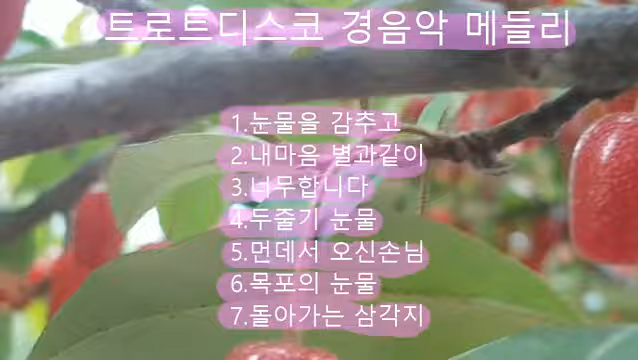 트로트디스코 경음악 메들리
1.눈물을 감추고
2.내마음 별과같이
3.너무합니다
4.두줄기 눈물
5.먼데서 오신손님
6.목포의 눈물
7.돌아가는 삼각지